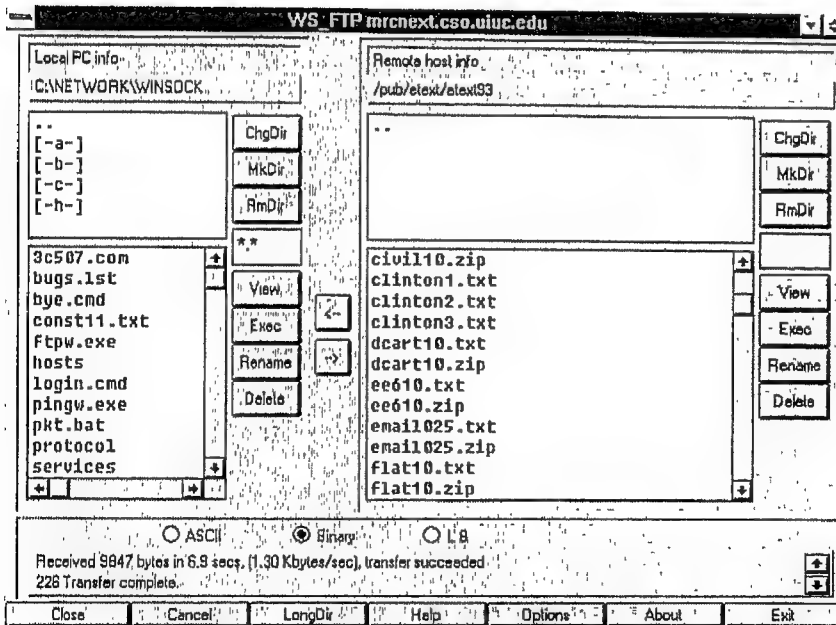 WS_FTP mrcnext.cso.uiuc.edu
Local PC info
C:\NETWORK\WINSOCK
..
[-a-]
[-b-]
[-c-]
[-h-]
ChgDir
MkDir
RmDir
*.*
3c507.com
bugs.lst
bye.cmd
const11.txt
ftpw.exe
hosts
login.cmd
pingw.exe
pkt.bat
protocol
services
View
Exec
Rename
Delete
<--
-->
Remote host info
/pub/etext/etext93
..
ChgDir
MkDir
RmDir
civil10.zip
clinton1.txt
clinton2.txt
clinton3.txt
dcart10.txt
dcart10.zip
ee610.txt
ee610.zip
email025.txt
email025.zip
flat10.txt
flat10.zip
View
Exec
Rename
Delete
ASCII Binary L8
Received 9047 bytes in 6.9 secs, (1.30 Kbytes/sec), transfer succeeded
226 Transfer complete.
Close Cancel LongDir Help Options About Exit